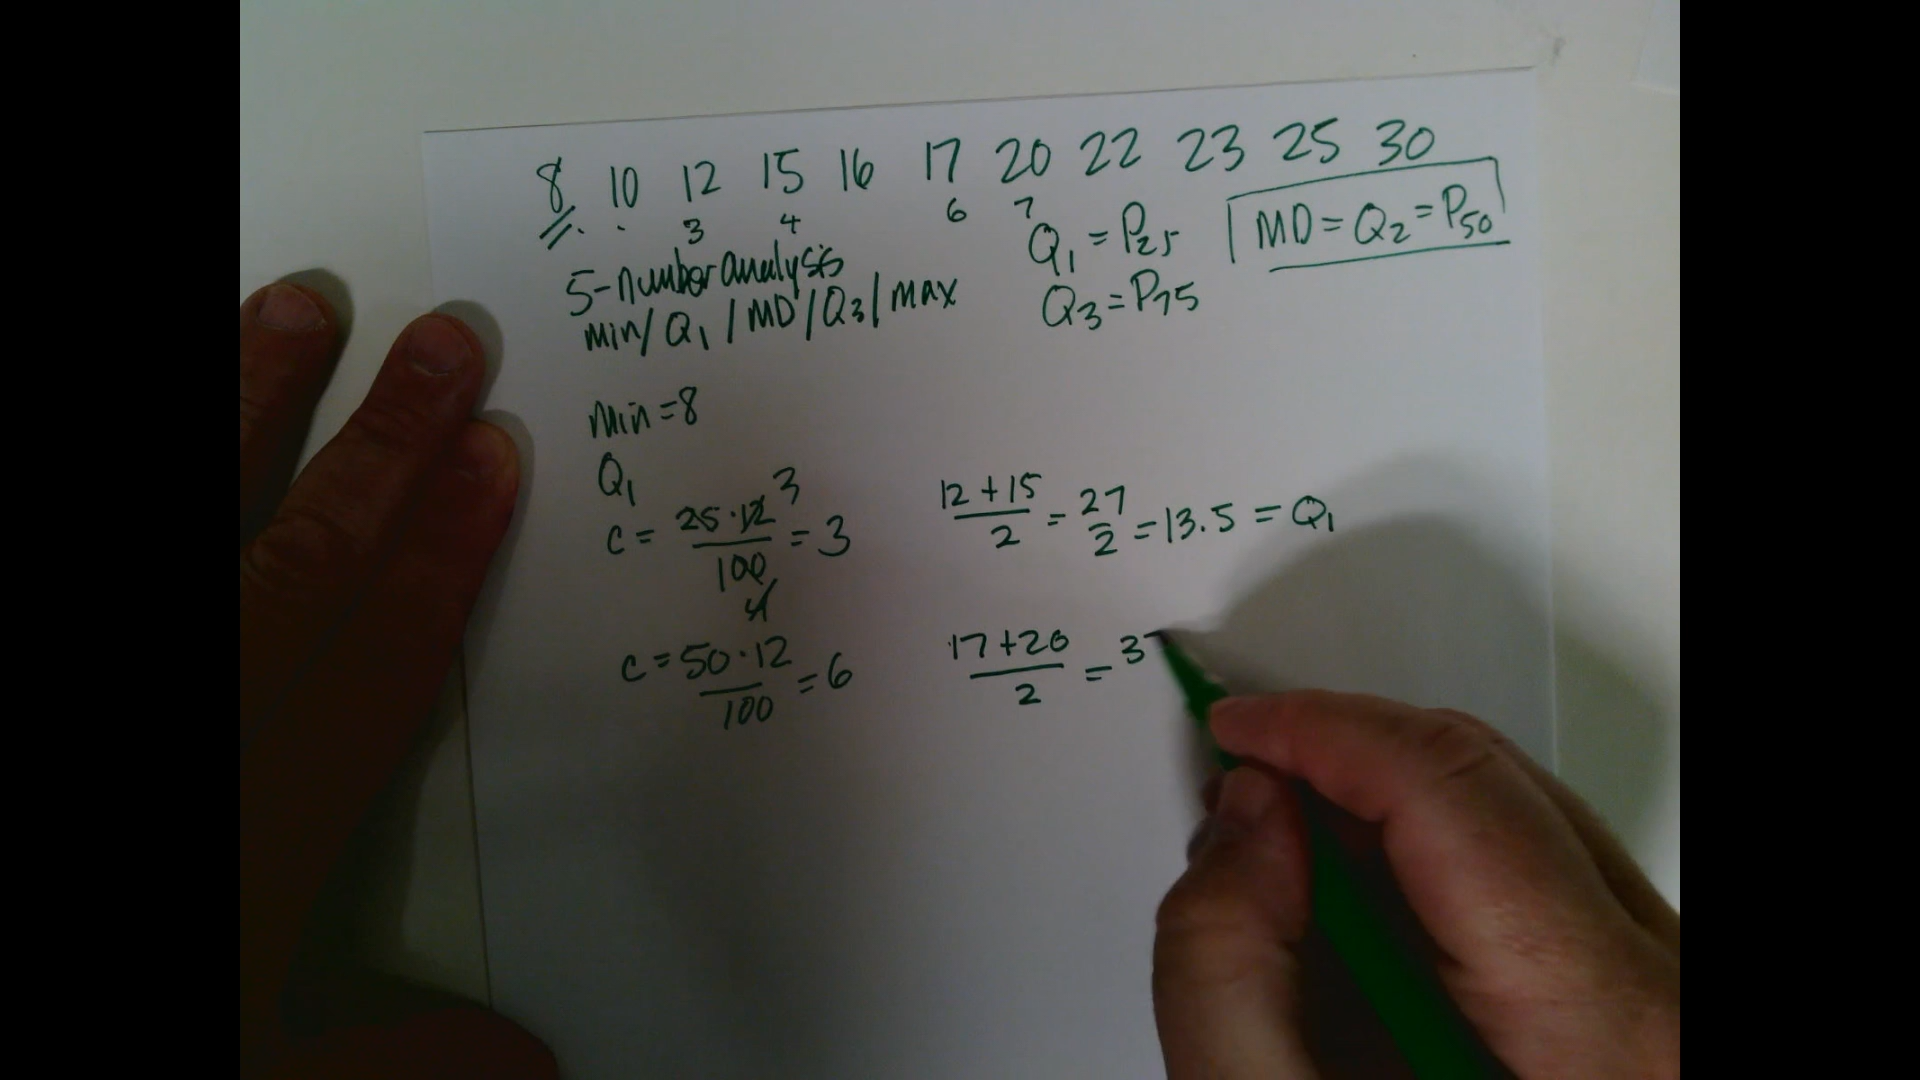 8 10 12 15 16 17 20 22 23 25 30
3 4 6 7
5-number analysis
min/Q1/MD/Q3/max
Q1 = P25
Q3 = P75
MD = Q2 = P50
Min = 8
Q1
c = 25·12/100 = 3
3
4
12+15/2 = 27/2 = 13.5 = Q1
c = 50·12/100 = 6
17+20/2 = 3